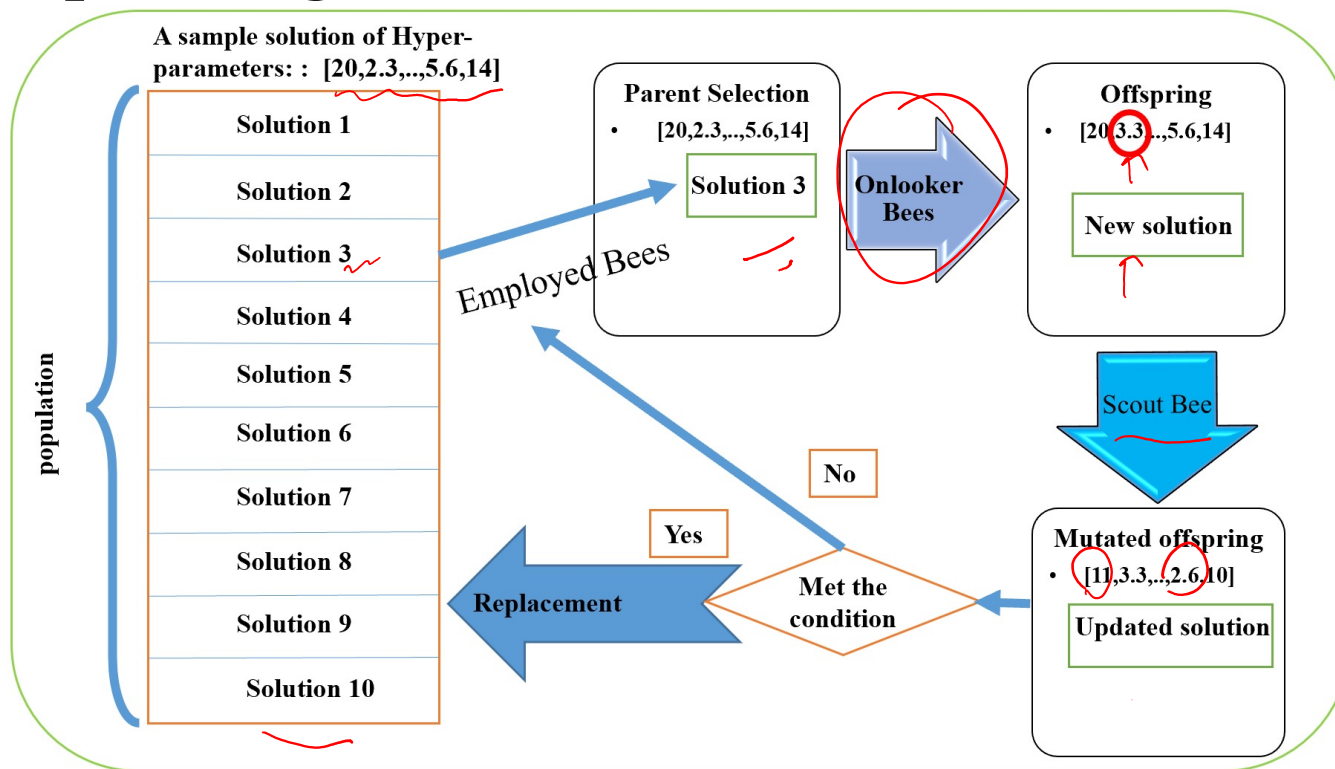 A sample solution of Hyper-
parameters: : [20,2.3,..,5.6,14]
population
Solution 1
Solution 2
Solution 3
Solution 4
Solution 5
Solution 6
Solution 7
Solution 8
Solution 9
Solution 10
Employed Bees
Parent Selection
• [20,2.3,..,5.6,14]
Solution 3
Onlooker
Bees
Offspring
• [20,3.3,..,5.6,14]
New solution
Scout Bee
Mutated offspring
• [11,3.3,..,2.6,10]
Updated solution
Met the
condition
No
Yes
Replacement